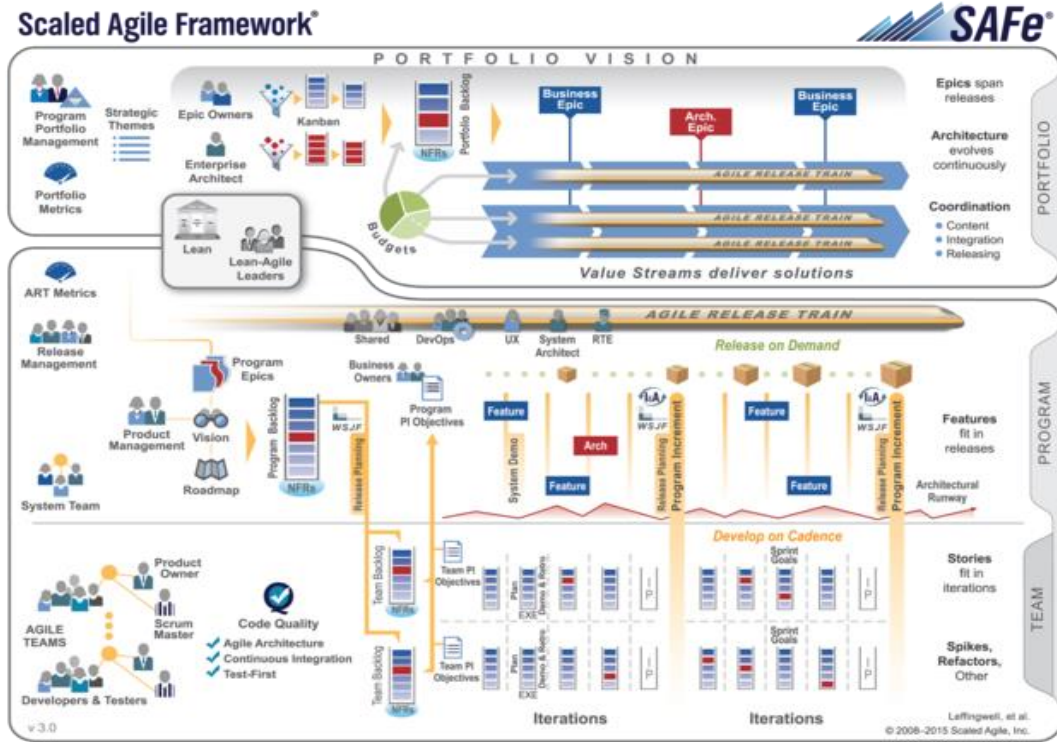 Scaled Agile Framework®
SAFe®
PORTFOLIO VISION
Program
Portfolio
Management
Strategic
Themes
Portfolio
Metrics
Epic Owners
Enterprise
Architect
Kanban
NFRs
Portfolio Backlog
Budgets
Business
Epic
Arch.
Epic
Business
Epic
AGILE RELEASE TRAIN
AGILE RELEASE TRAIN
AGILE RELEASE TRAIN
Value Streams deliver solutions
Epics span
releases
Architecture
evolves
continuously
Coordination
Content
Integration
Releasing
PORTFOLIO
Lean
Lean-Agile
Leaders
ART Metrics
Release
Management
AGILE RELEASE TRAIN
Shared
DevOps
UX
System
Architect
RTE
Release on Demand
Program
Epics
Business
Owners
Program
PI Objectives
Product
Management
Vision
Roadmap
Program Backlog
NFRs
WSJF
Release Planning
System Team
Feature
System Demo
Arch
Feature
I&A
WSJF
Release Planning
Program Increment
Feature
Feature
I&A
WSJF
Release Planning
Program Increment
Architectural
Runway
Features
fit in
releases
PROGRAM
Develop on Cadence
Product
Owner
Scrum
Master
AGILE
TEAMS
Developers & Testers
Code Quality
Agile Architecture
Continuous Integration
Test-First
Team Backlog
NFRs
Team PI
Objectives
Plan
EXE
Demo & Retro
I
P
Sprint
Goals
I
P
Stories
fit in
iterations
Team Backlog
NFRs
Team PI
Objectives
Plan
EXE
Demo & Retro
I
P
Sprint
Goals
I
P
Spikes,
Refactors,
Other
TEAM
Iterations
Iterations
v 3.0
Leffingwell, et al.
© 2008–2015 Scaled Agile, Inc.